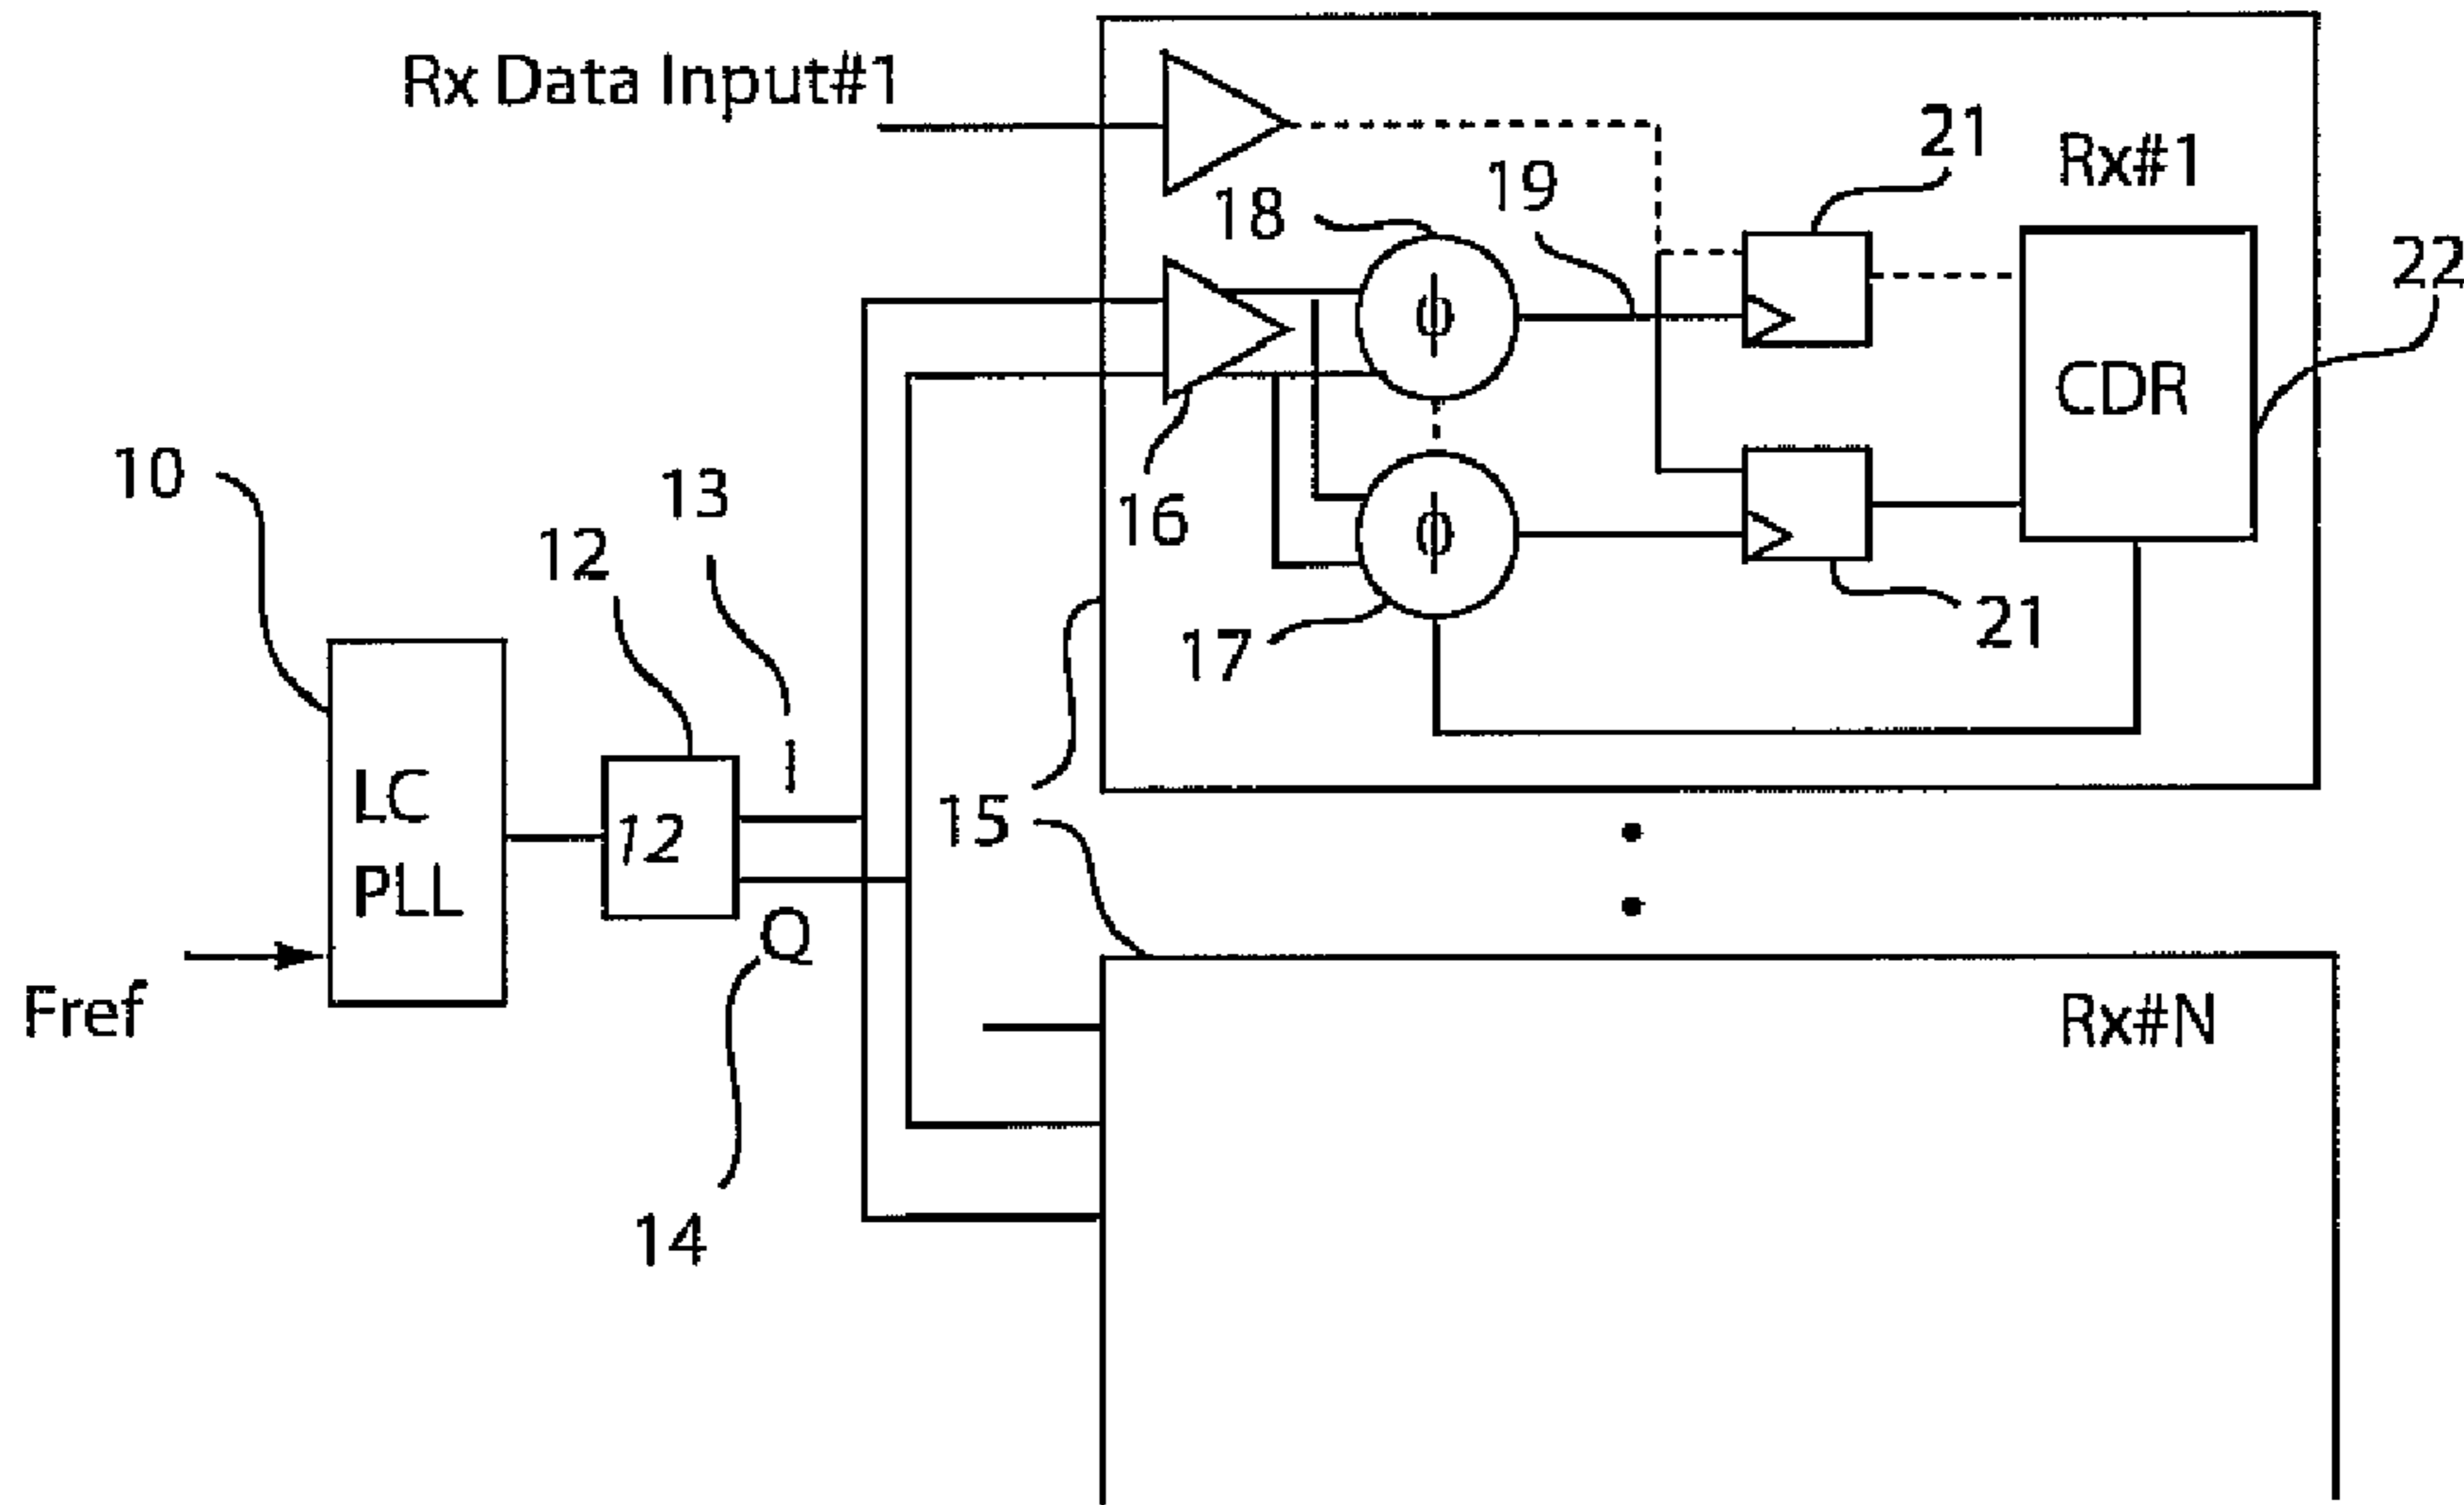 Rx Data Input#1
21
Rx#1
19
18
22
ϕ
CDR
10
13
16
12
ϕ
21
17
I
LC
PLL
12
15
Q
Fref
Rx#N
14